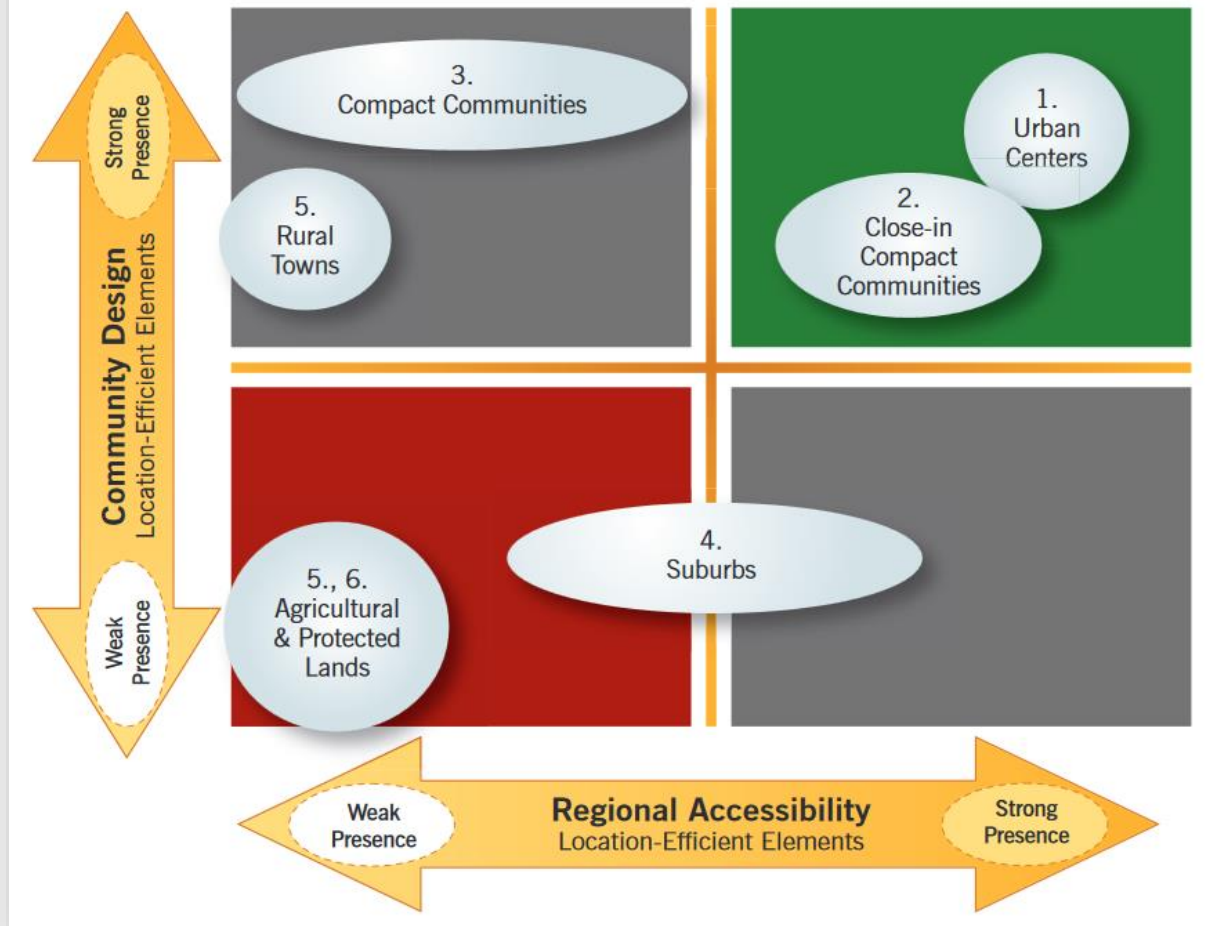 Strong
Presence
Community Design
Location-Efficient Elements
Weak
Presence
3.
Compact Communities
5.
Rural
Towns
1.
Urban
Centers
2.
Close-in
Compact
Communities
4.
Suburbs
5., 6.
Agricultural
& Protected
Lands
Weak
Presence
Regional Accessibility
Location-Efficient Elements
Strong
Presence